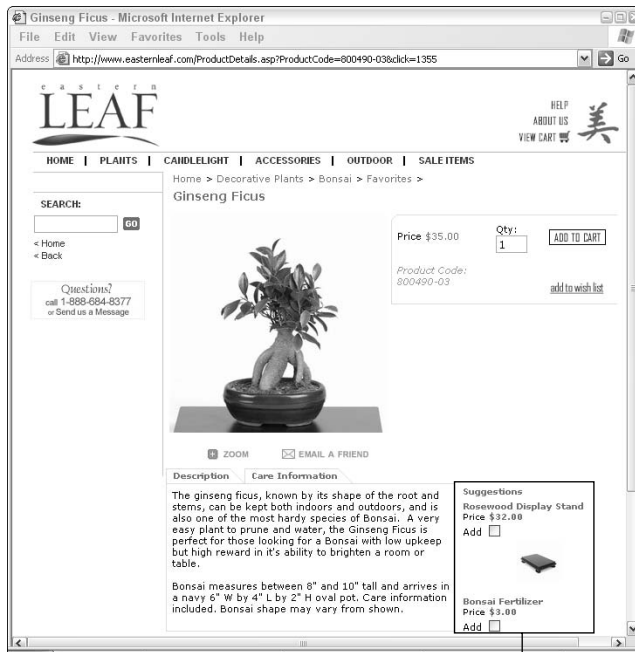 Ginseng Ficus - Microsoft Internet Explorer
File Edit View Favorites Tools Help
Address http://www.easternleaf.com/ProductDetails.asp?ProductCode=800490-03&click=1355 Go
eastern
LEAF
HELP
ABOUT US
VIEW CART
美
HOME | PLANTS | CANDLELIGHT | ACCESSORIES | OUTDOOR | SALE ITEMS
Home > Decorative Plants > Bonsai > Favorites >
Ginseng Ficus
SEARCH:
GO
< Home
< Back
Questions?
call 1-888-684-8377
or Send us a Message
Price $35.00
Qty:
1
ADD TO CART
Product Code:
800490-03
add to wish list
ZOOM EMAIL A FRIEND
Description Care Information
The ginseng ficus, known by its shape of the root and
stems, can be kept both indoors and outdoors, and is
also one of the most hardy species of Bonsai. A very
easy plant to prune and water, the Ginseng Ficus is
perfect for those looking for a Bonsai with low upkeep
but high reward in it's ability to brighten a room or
table.
Bonsai measures between 8" and 10" tall and arrives in
a navy 6" W by 4" L by 2" H oval pot. Care information
included. Bonsai shape may vary from shown.
Suggestions
Rosewood Display Stand
Price $32.00
Add
Bonsai Fertilizer
Price $3.00
Add